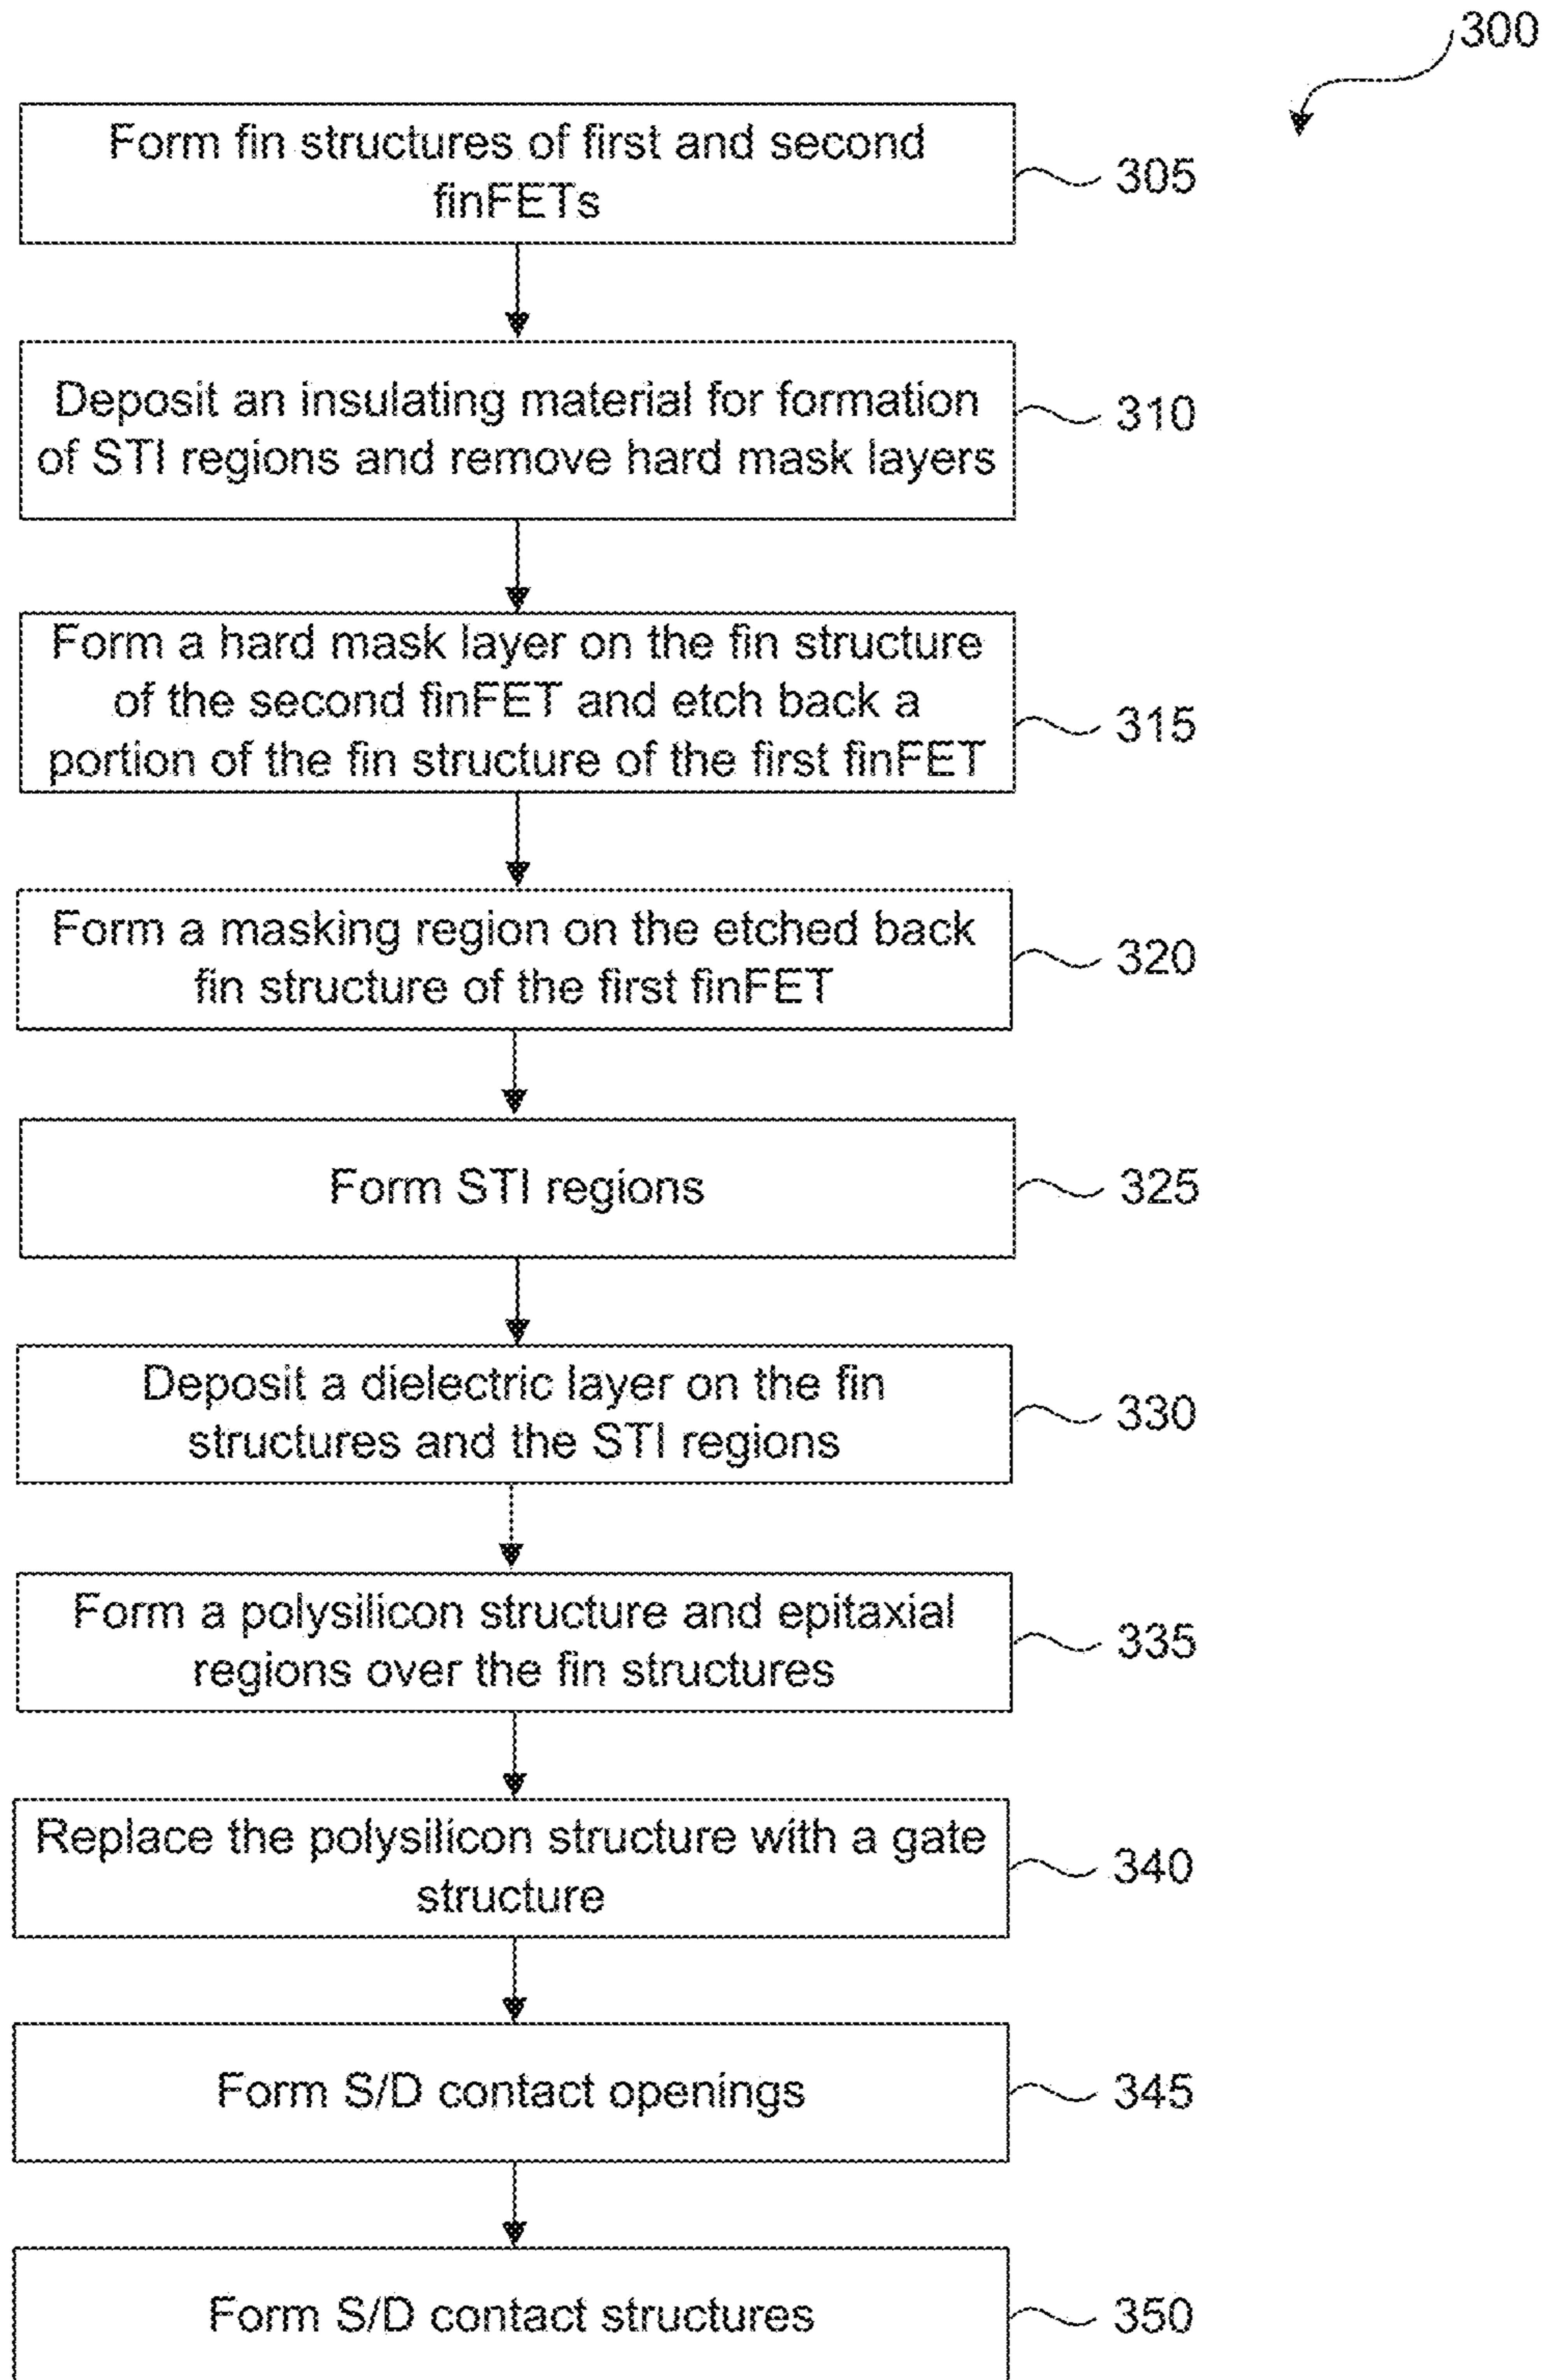 300
Form fin structures of first and second
finFETs
305
Deposit an insulating material for formation
of STI regions and remove hard mask layers
310
Form a hard mask layer on the fin structure
of the second finFET and etch back a
portion of the fin structure of the first finFET
315
Form a masking region on the etched back
fin structure of the first finFET
320
Form STI regions
325
Deposit a dielectric layer on the fin
structures and the STI regions
330
Form a polysilicon structure and epitaxial
regions over the fin structures
335
Replace the polysilicon structure with a gate
structure
340
Form S/D contact openings
345
Form S/D contact structures
350